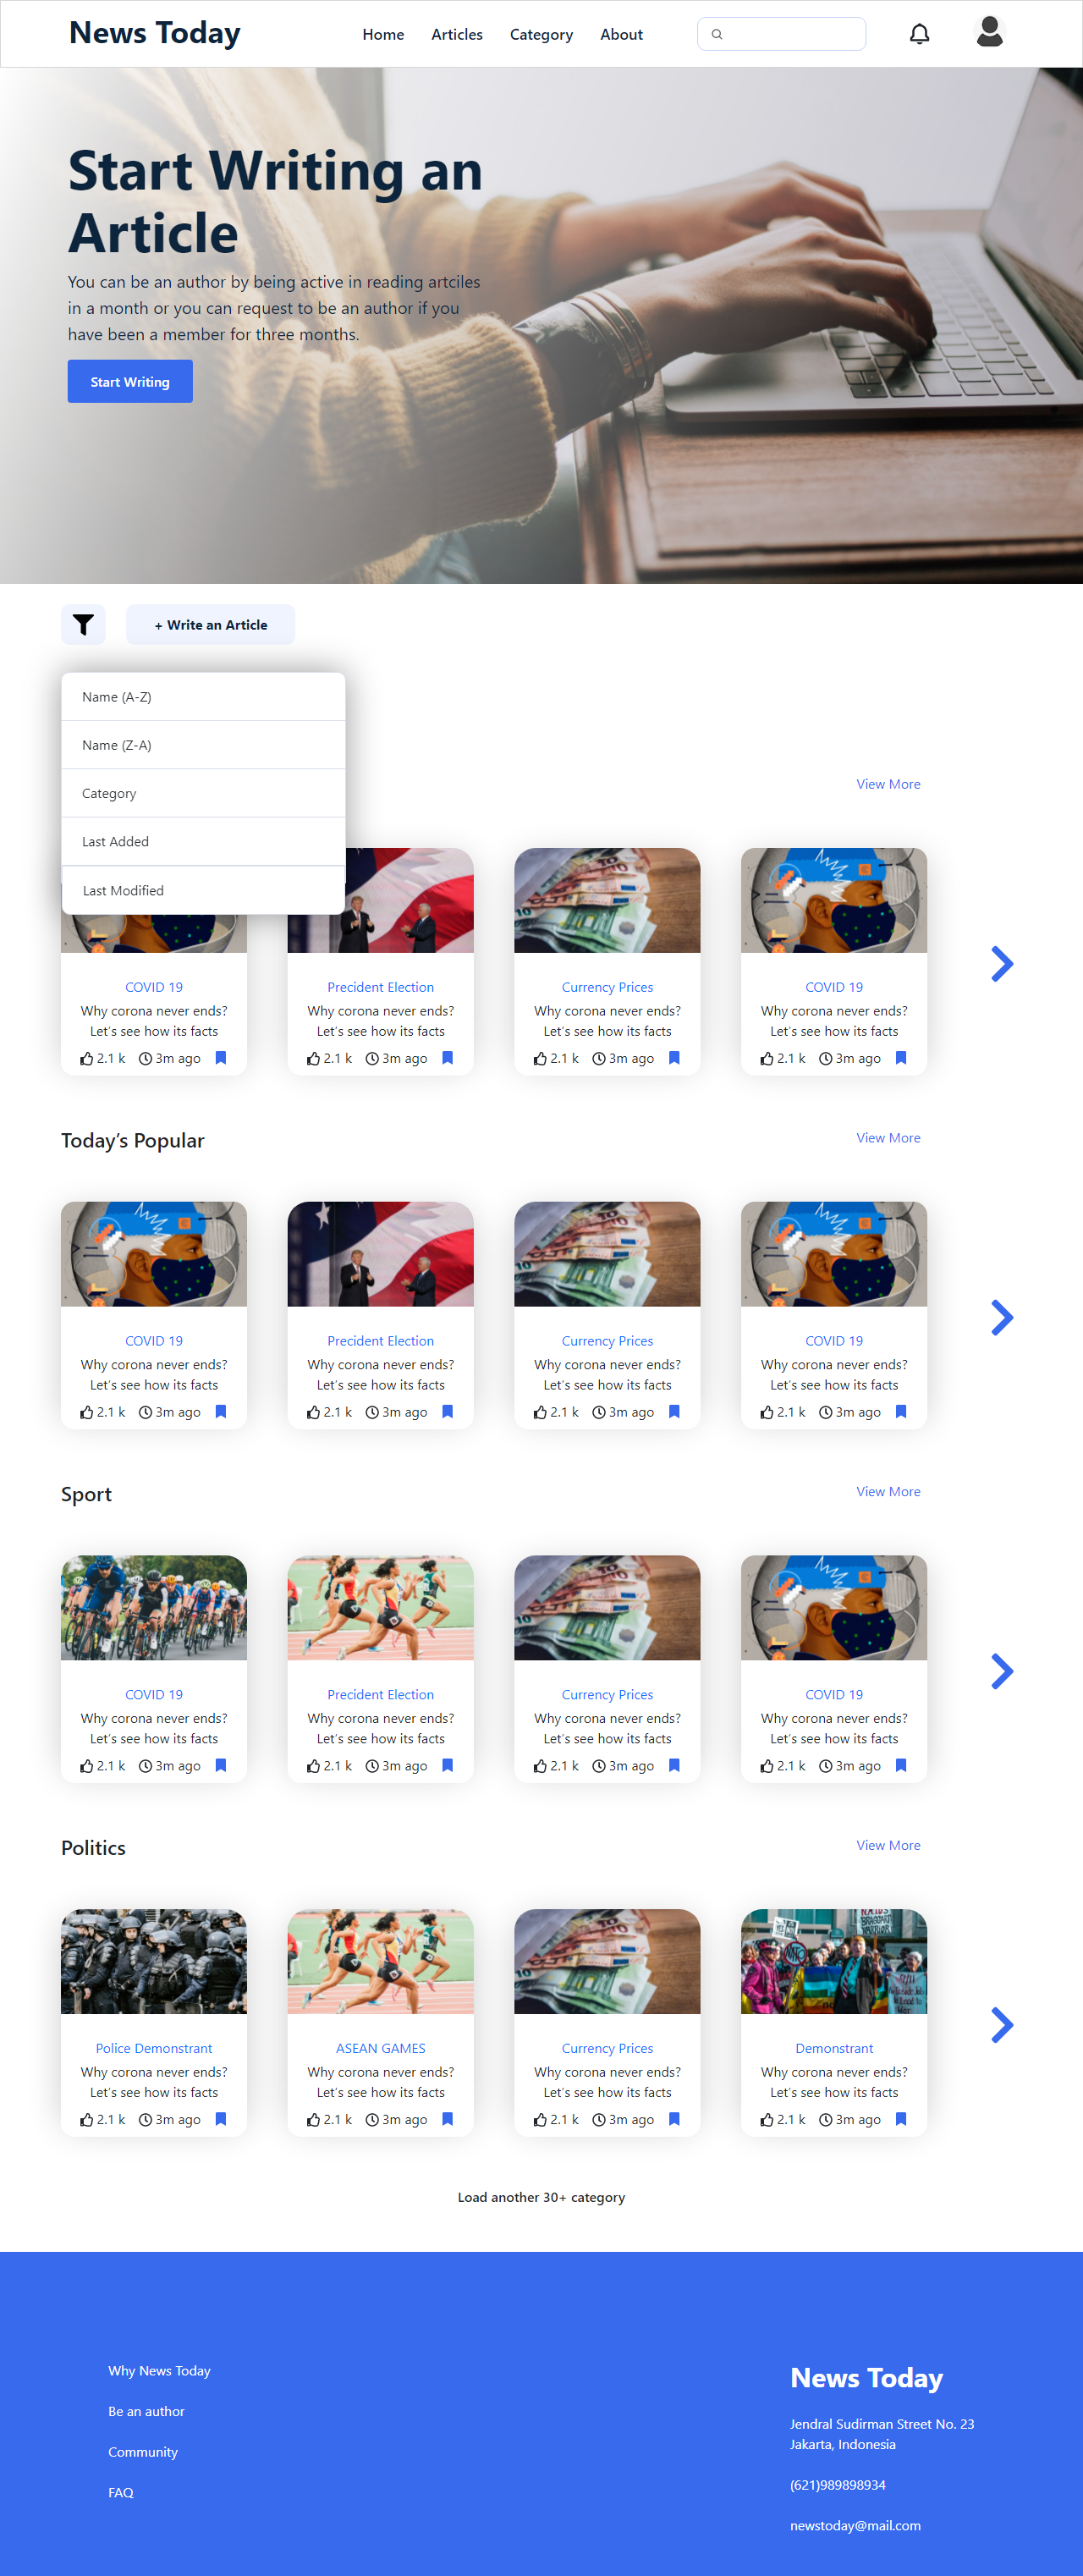 News Today
Home Articles Category About
Start Writing an
Article
You can be an author by being active in reading artciles
in a month or you can request to be an author if you
have been a member for three months.
Start Writing
+ Write an Article
Name (A-Z)
Name (Z-A)
Category
Last Added
Last Modified
View More
COVID 19
Why corona never ends?
Let's see how its facts
2.1 k 3m ago
Precident Election
Why corona never ends?
Let's see how its facts
2.1 k 3m ago
Currency Prices
Why corona never ends?
Let's see how its facts
2.1 k 3m ago
COVID 19
Why corona never ends?
Let's see how its facts
2.1 k 3m ago
Today's Popular
View More
COVID 19
Why corona never ends?
Let's see how its facts
2.1 k 3m ago
Precident Election
Why corona never ends?
Let's see how its facts
2.1 k 3m ago
Currency Prices
Why corona never ends?
Let's see how its facts
2.1 k 3m ago
COVID 19
Why corona never ends?
Let's see how its facts
2.1 k 3m ago
Sport
View More
COVID 19
Why corona never ends?
Let's see how its facts
2.1 k 3m ago
Precident Election
Why corona never ends?
Let's see how its facts
2.1 k 3m ago
Currency Prices
Why corona never ends?
Let's see how its facts
2.1 k 3m ago
COVID 19
Why corona never ends?
Let's see how its facts
2.1 k 3m ago
Politics
View More
Police Demonstrant
Why corona never ends?
Let's see how its facts
2.1 k 3m ago
ASEAN GAMES
Why corona never ends?
Let's see how its facts
2.1 k 3m ago
Currency Prices
Why corona never ends?
Let's see how its facts
2.1 k 3m ago
Demonstrant
Why corona never ends?
Let's see how its facts
2.1 k 3m ago
Load another 30+ category
Why News Today
Be an author
Community
FAQ
News Today
Jendral Sudirman Street No. 23
Jakarta, Indonesia
(621)989898934
newstoday@mail.com